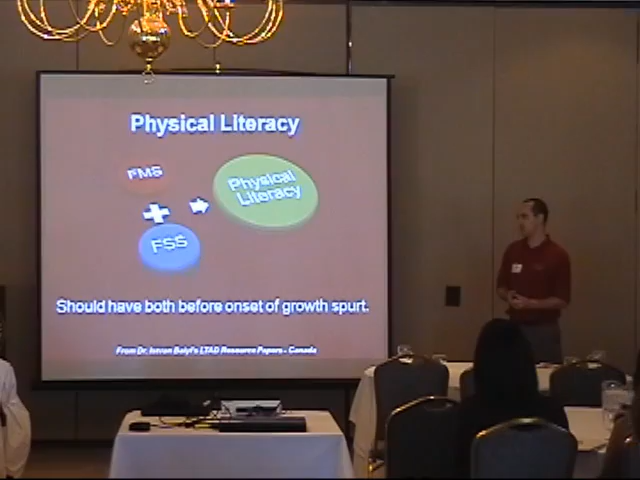 Physical Literacy
FMS
Physical
Literacy
FSS
Should have both before onset of growth spurt.
From Dr. Istvan Balyi's LTAD Resource Papers - Canada